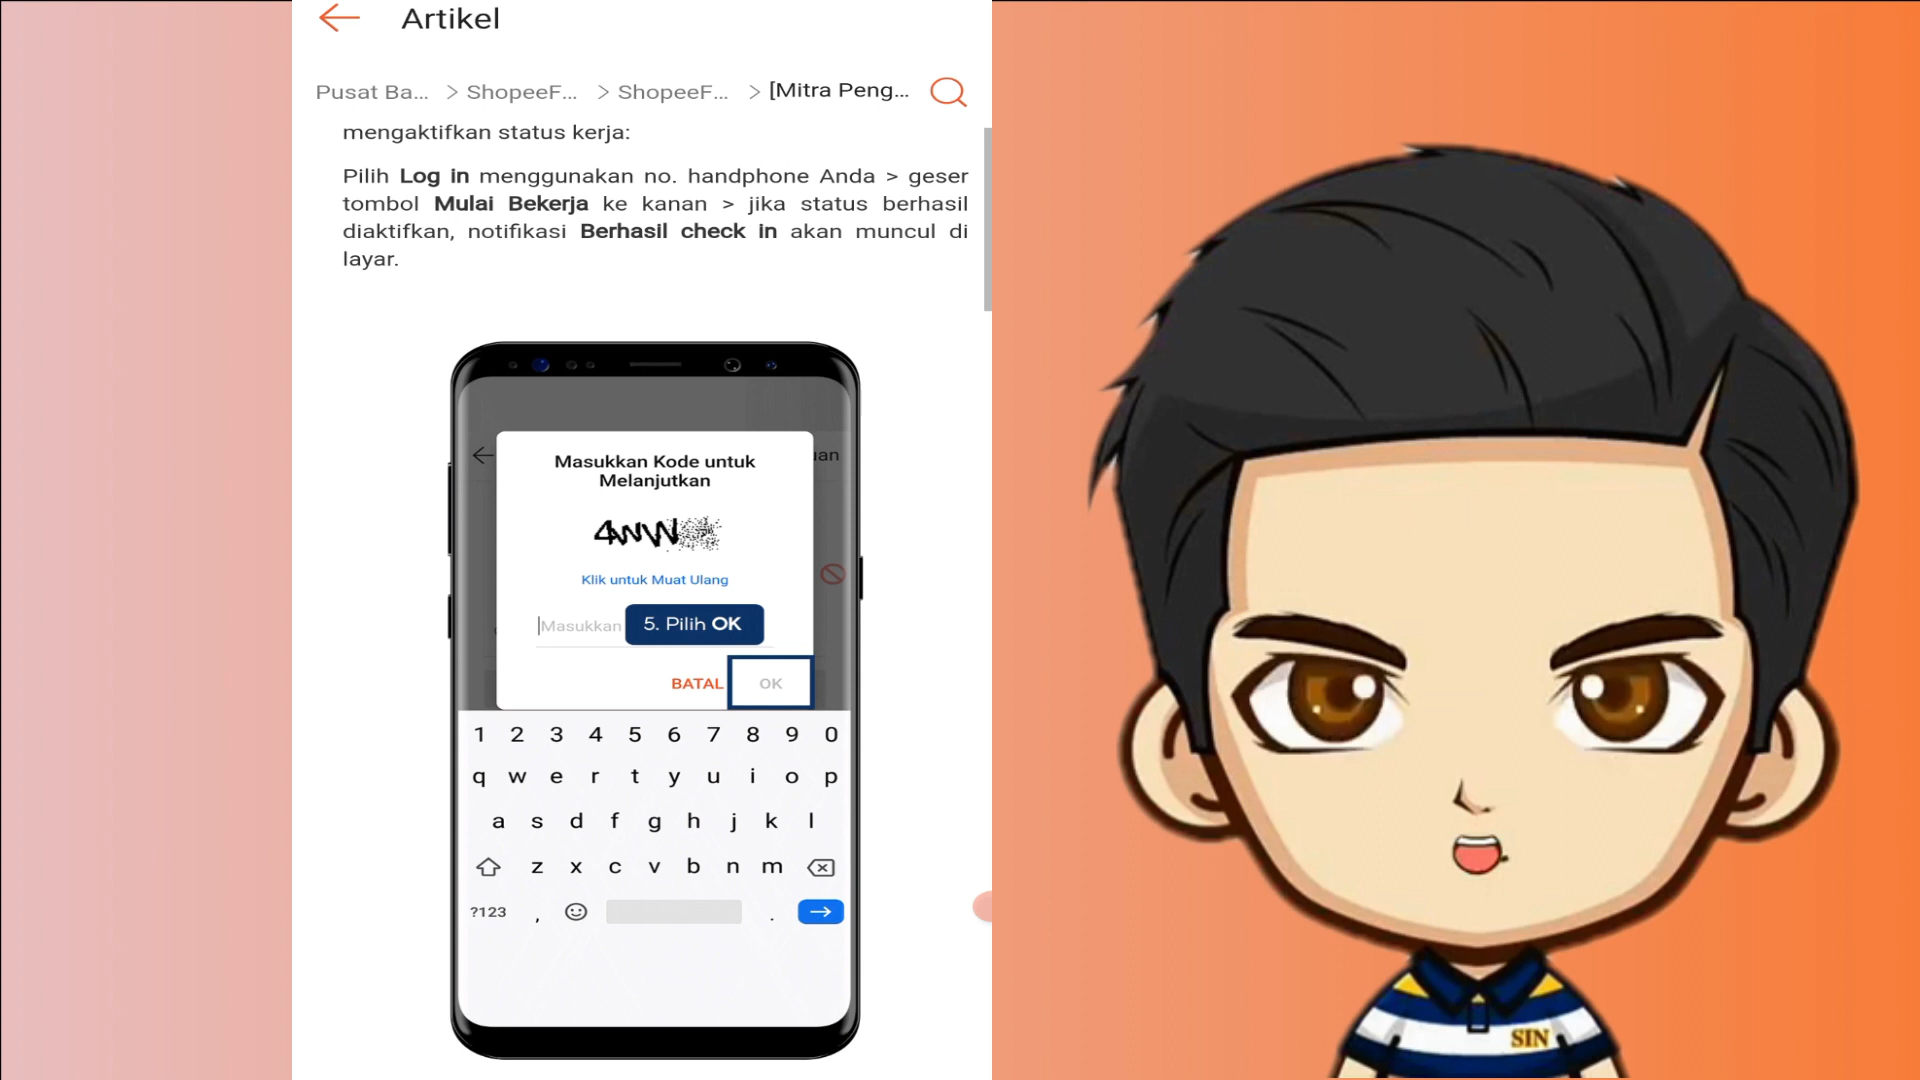 Artikel
Pusat Ba... > ShopeeF... > ShopeeF... > [Mitra Peng...
mengaktifkan status kerja:
Pilih Log in menggunakan no. handphone Anda > geser
tombol Mulai Bekerja ke kanan > jika status berhasil
diaktifkan, notifikasi Berhasil check in akan muncul di
layar.
uan
Masukkan Kode untuk
Melanjutkan
Klik untuk Muat Ulang
Masukkan
5. Pilih OK
BATAL OK
1 2 3 4 5 6 7 8 9 0
q w e r t y u i o p
a s d f g h j k l
z x c v b n m
?123 , .
SIN